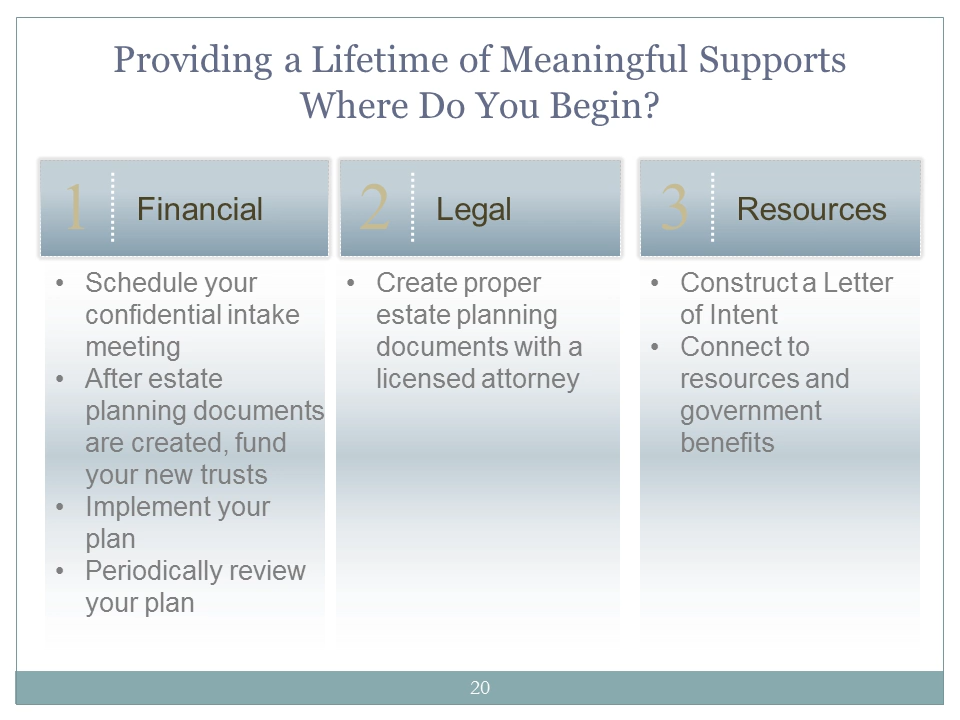 Providing a Lifetime of Meaningful Supports
Where Do You Begin?
1 Financial
• Schedule your
confidential intake
meeting
• After estate
planning documents
are created, fund
your new trusts
• Implement your
plan
• Periodically review
your plan
2 Legal
• Create proper
estate planning
documents with a
licensed attorney
3 Resources
• Construct a Letter
of Intent
• Connect to
resources and
government
benefits
20